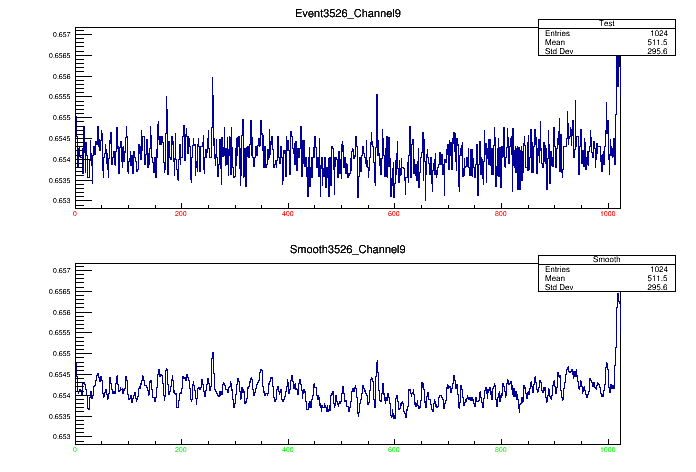 Event3526_Channel9
Test
Entries 1024
Mean 511.5
Std Dev 295.6
0.657
0.6565
0.656
0.6555
0.655
0.6545
0.654
0.6535
0.653
0 200 400 600 800 1000
Smooth3526_Channel9
Smooth
Entries 1024
Mean 511.5
Std Dev 295.6
0.657
0.6565
0.656
0.6555
0.655
0.6545
0.654
0.6535
0.653
0 200 400 600 800 1000